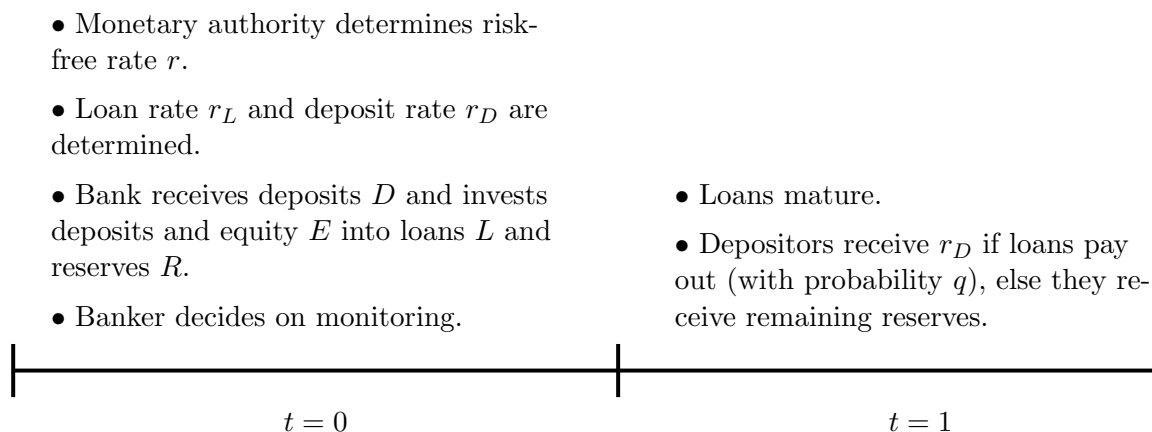 • Monetary authority determines risk-
free rate r.
• Loan rate r_L and deposit rate r_D are
determined.
• Bank receives deposits D and invests
deposits and equity E into loans L and
reserves R.
• Banker decides on monitoring.
• Loans mature.
• Depositors receive r_D if loans pay
out (with probability q), else they re-
ceive remaining reserves.
t = 0
t = 1